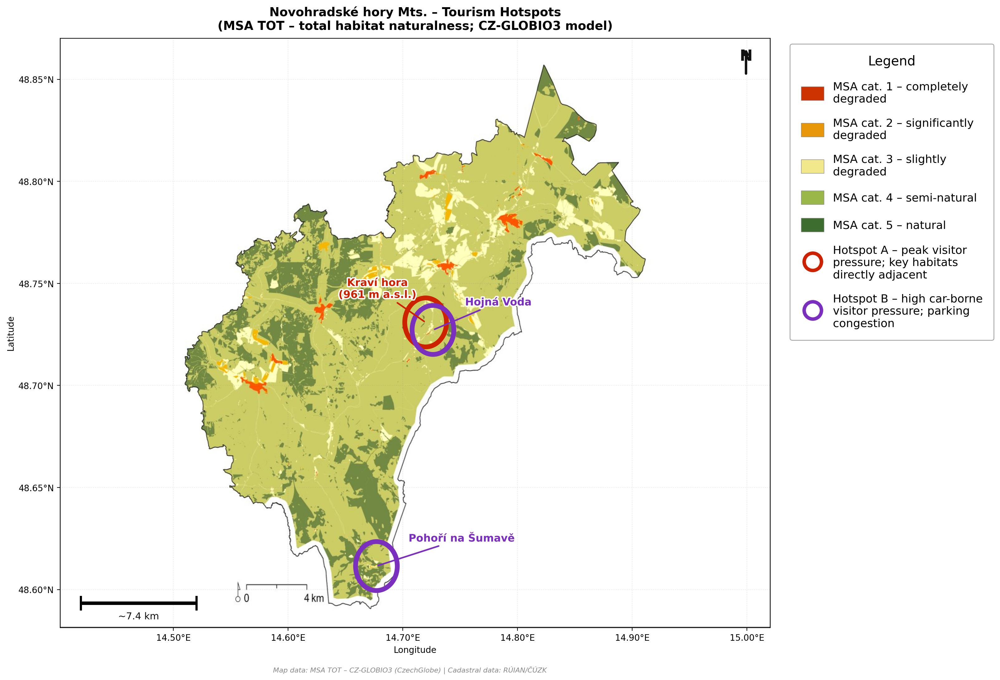 Novohradské hory Mts. – Tourism Hotspots
(MSA TOT – total habitat naturalness; CZ-GLOBIO3 model)
N
Legend
MSA cat. 1 – completely
degraded
MSA cat. 2 – significantly
degraded
MSA cat. 3 – slightly
degraded
MSA cat. 4 – semi-natural
MSA cat. 5 – natural
Hotspot A – peak visitor
pressure; key habitats
directly adjacent
Hotspot B – high car-borne
visitor pressure; parking
congestion
48.85°N
48.80°N
48.75°N
48.70°N
48.65°N
48.60°N
Latitude
Kraví hora
(961 m a.s.l.)
Hojná Voda
Pohoří na Šumavě
0
4 km
~7.4 km
14.50°E
14.60°E
14.70°E
14.80°E
14.90°E
15.00°E
Longitude
Map data: MSA TOT – CZ-GLOBIO3 (CzechGlobe) | Cadastral data: RÚIAN/ČÚZK